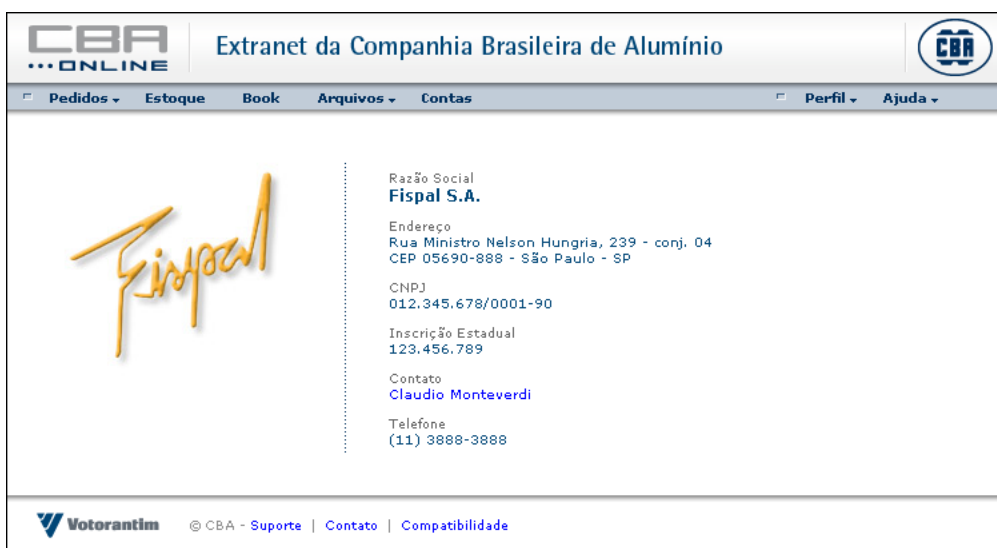 CBA
ONLINE
Extranet da Companhia Brasileira de Alumínio
CBA
Pedidos Estoque Book Arquivos Contas Perfil Ajuda
Fispal
Razão Social
Fispal S.A.
Endereço
Rua Ministro Nelson Hungria, 239 - conj. 04
CEP 05690-888 - São Paulo - SP
CNPJ
012.345.678/0001-90
Inscrição Estadual
123.456.789
Contato
Claudio Monteverdi
Telefone
(11) 3888-3888
Votorantim © CBA - Suporte | Contato | Compatibilidade